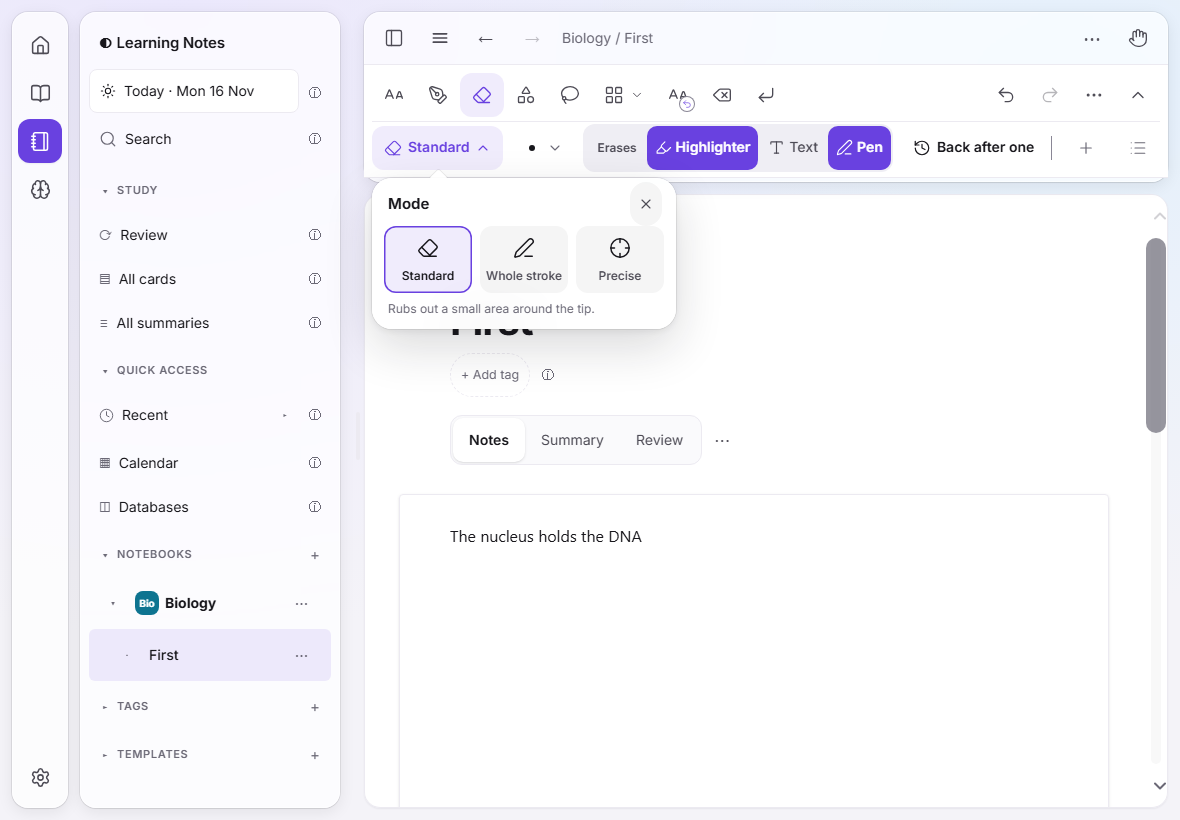 Learning Notes
Today · Mon 16 Nov
Search
STUDY
Review
All cards
All summaries
QUICK ACCESS
Recent
Calendar
Databases
NOTEBOOKS
Bio Biology
First
TAGS
TEMPLATES
Biology / First
AA
AA
Standard
Erases Highlighter Text Pen
Back after one
Mode
Standard Whole stroke Precise
Rubs out a small area around the tip.
First
+ Add tag
Notes Summary Review
The nucleus holds the DNA